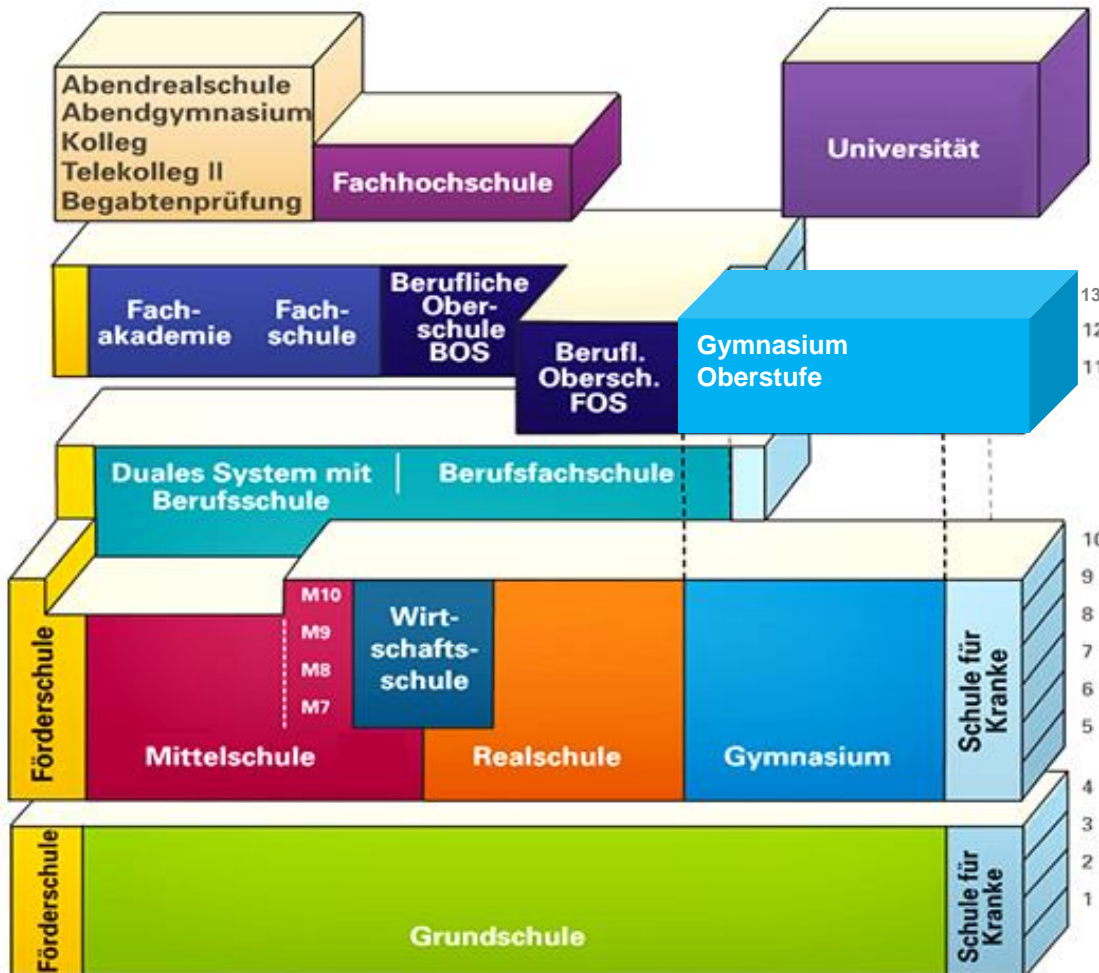 Abendrealschule
Abendgymnasium
Kolleg
Telekolleg II
Begabtenprüfung
Fachhochschule
Universität
Fach-
akademie
Fach-
schule
Berufliche
Ober-
schule
BOS
Berufl.
Obersch.
FOS
Gymnasium
Oberstufe
13
12
11
Duales System mit
Berufsschule
Berufsfachschule
10
9
8
7
6
5
Förderschule
M10
M9
M8
M7
Mittelschule
Wirt-
schafts-
schule
Realschule
Gymnasium
Schule für
Kranke
4
3
2
1
Förderschule
Grundschule
Schule für
Kranke